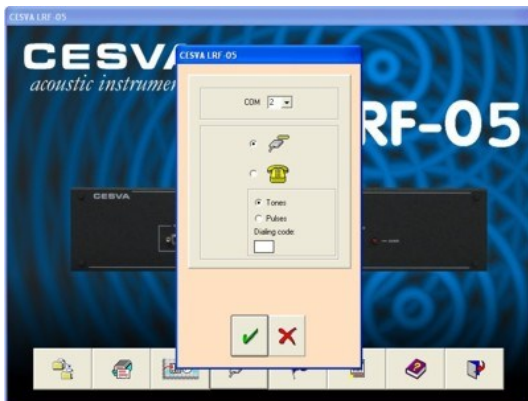 CESVA LRF-05
CESVA LRF-05
CESVA
acoustic instrumen
RF-05
COM 2
CESVA
Tones
Pulses
Dialing code: